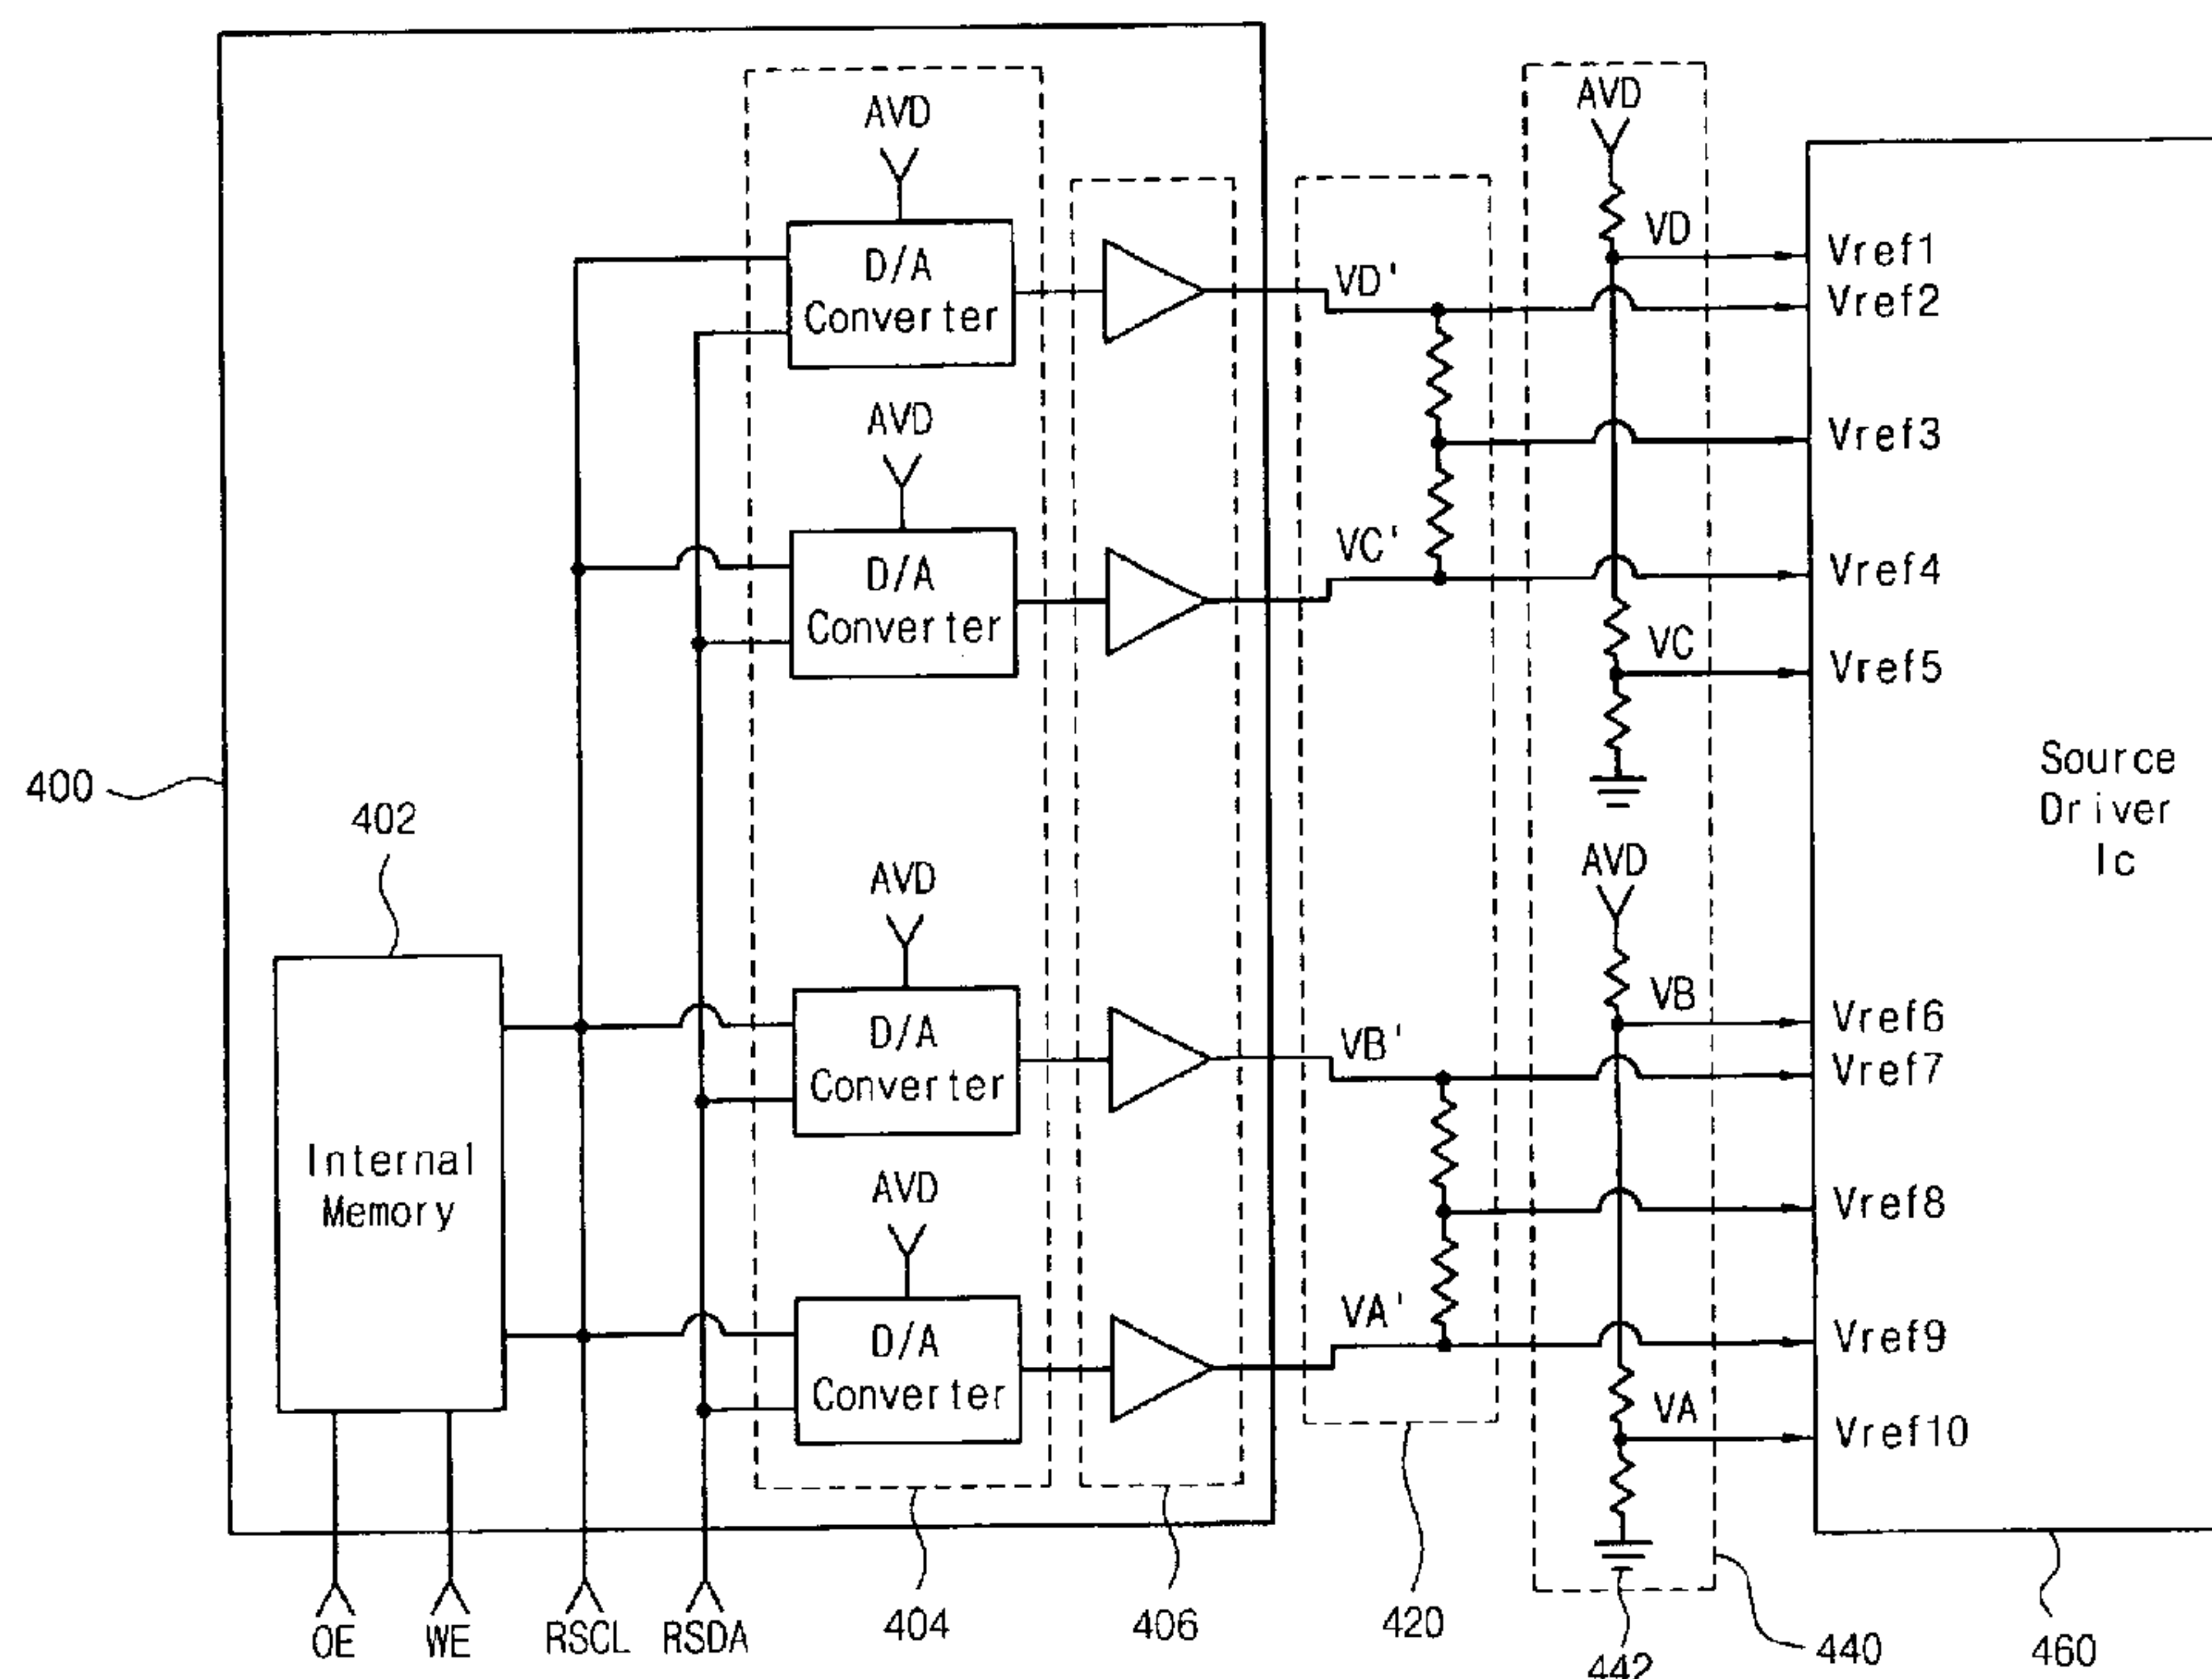 AVD
AVD
D/A
Converter
VD'
VD
Vref1
Vref2
AVD
Vref3
D/A
Converter
VC'
Vref4
VC
Vref5
400
402
Source
Driver
Ic
AVD
AVD
VB
Vref6
D/A
Converter
VB'
Vref7
Internal
Memory
AVD
Vref8
D/A
Converter
VA'
Vref9
VA
Vref10
OE
WE
RSCL
RSDA
404
406
420
442
440
460